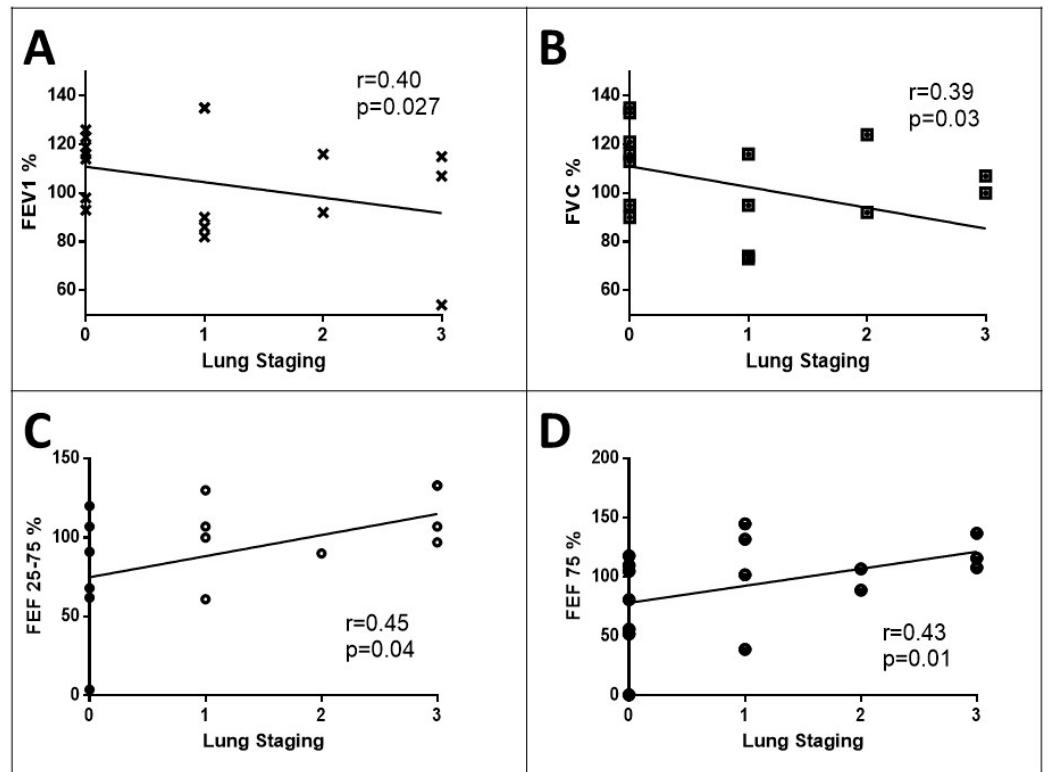 A
r=0.40
p=0.027
FEV1 %
140
120
100
80
60
0 1 2 3
Lung Staging
B
r=0.39
p=0.03
FVC %
140
120
100
80
60
0 1 2 3
Lung Staging
C
FEF 25-75 %
150
100
50
0
r=0.45
p=0.04
0 1 2 3
Lung Staging
D
FEF 75 %
200
150
100
50
0
r=0.43
p=0.01
0 1 2 3
Lung Staging